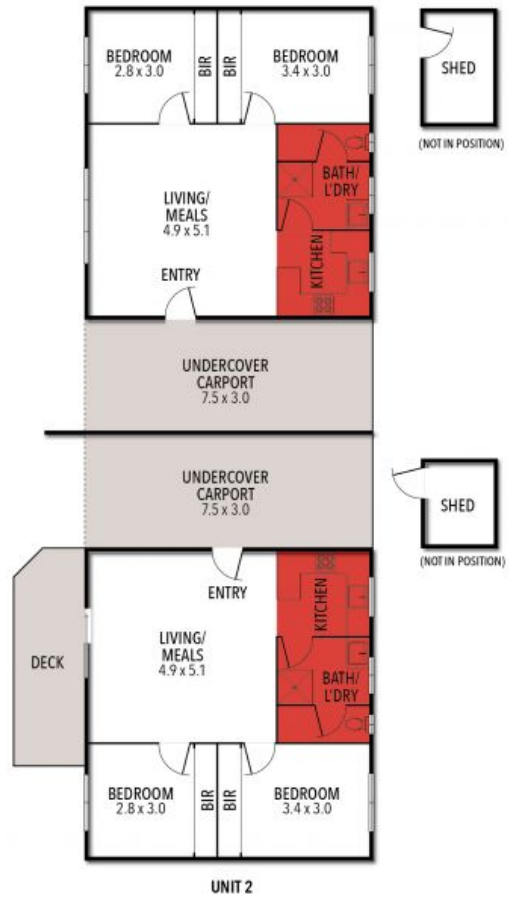 BEDROOM
2.8 x 3.0
BIR
BIR
BEDROOM
3.4 x 3.0
SHED
(NOT IN POSITION)
BATH/
L'DRY
LIVING/
MEALS
4.9 x 5.1
KITCHEN
ENTRY
UNDERCOVER
CARPORT
7.5 x 3.0
UNDERCOVER
CARPORT
7.5 x 3.0
SHED
(NOT IN POSITION)
ENTRY
KITCHEN
LIVING/
MEALS
4.9 x 5.1
DECK
BATH/
L'DRY
BEDROOM
2.8 x 3.0
BIR
BIR
BEDROOM
3.4 x 3.0
UNIT 2